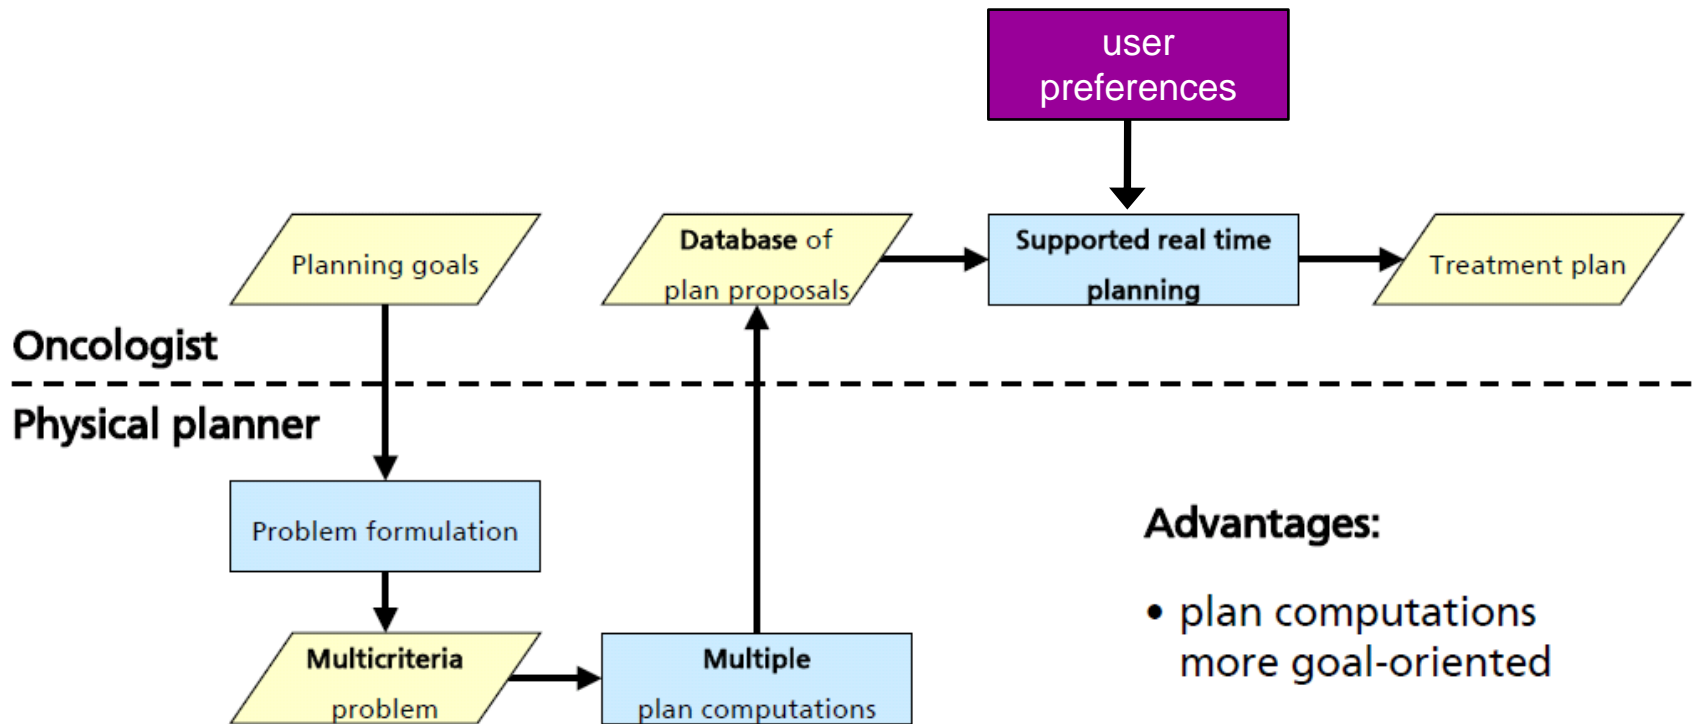 user
preferences
Planning goals
Database of
plan proposals
Supported real time
planning
Treatment plan
Oncologist
Physical planner
Problem formulation
Multicriteria
problem
Multiple
plan computations
Advantages:
• plan computations
more goal-oriented